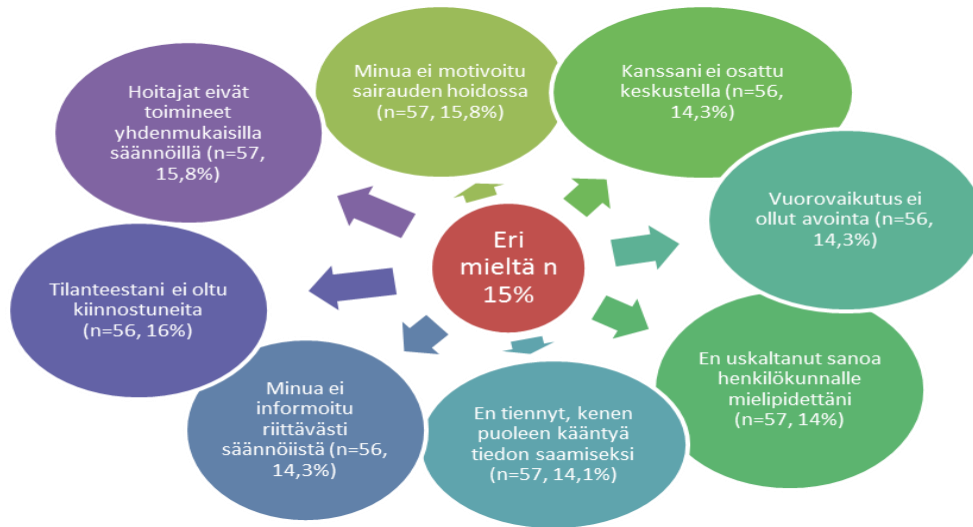 Minua ei motivoitu
sairauden hoidossa
(n=57, 15,8%)
Kanssani ei osattu
keskustella (n=56,
14,3%)
Vuorovaikutus ei
ollut avointa (n=56,
14,3%)
En uskaltanut sanoa
henkilökunnalle
mielipidettäni
(n=57, 14%)
En tiennyt, kenen
puoleen kääntyä
tiedon saamiseksi
(n=57, 14,1%)
Minua ei
informoitu
riittävästi
säännöistä (n=56,
14,3%)
Tilanteestani ei oltu
kiinnostuneita
(n=56, 16%)
Hoitajat eivät
toimineet
yhdenmukaisilla
säännöillä (n=57,
15,8%)
Eri
mieltä n
15%